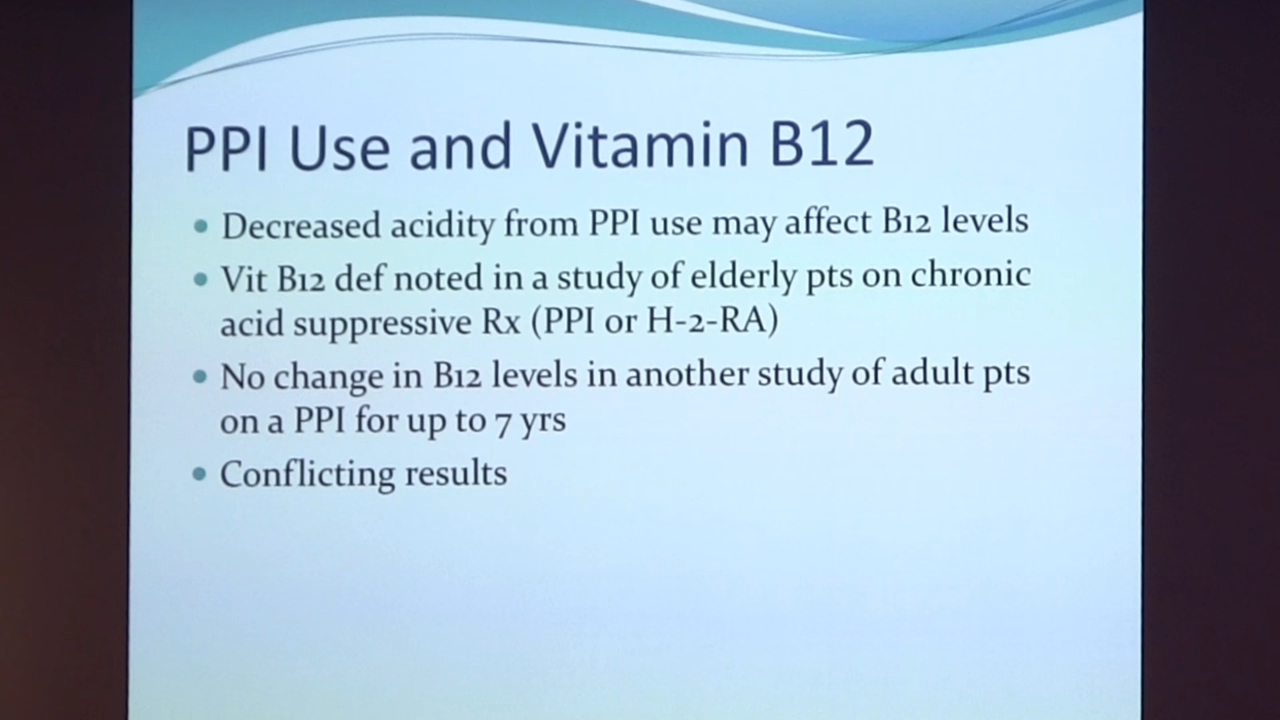 PPI Use and Vitamin B12
• Decreased acidity from PPI use may affect B12 levels
• Vit B12 def noted in a study of elderly pts on chronic
acid suppressive Rx (PPI or H-2-RA)
• No change in B12 levels in another study of adult pts
on a PPI for up to 7 yrs
• Conflicting results